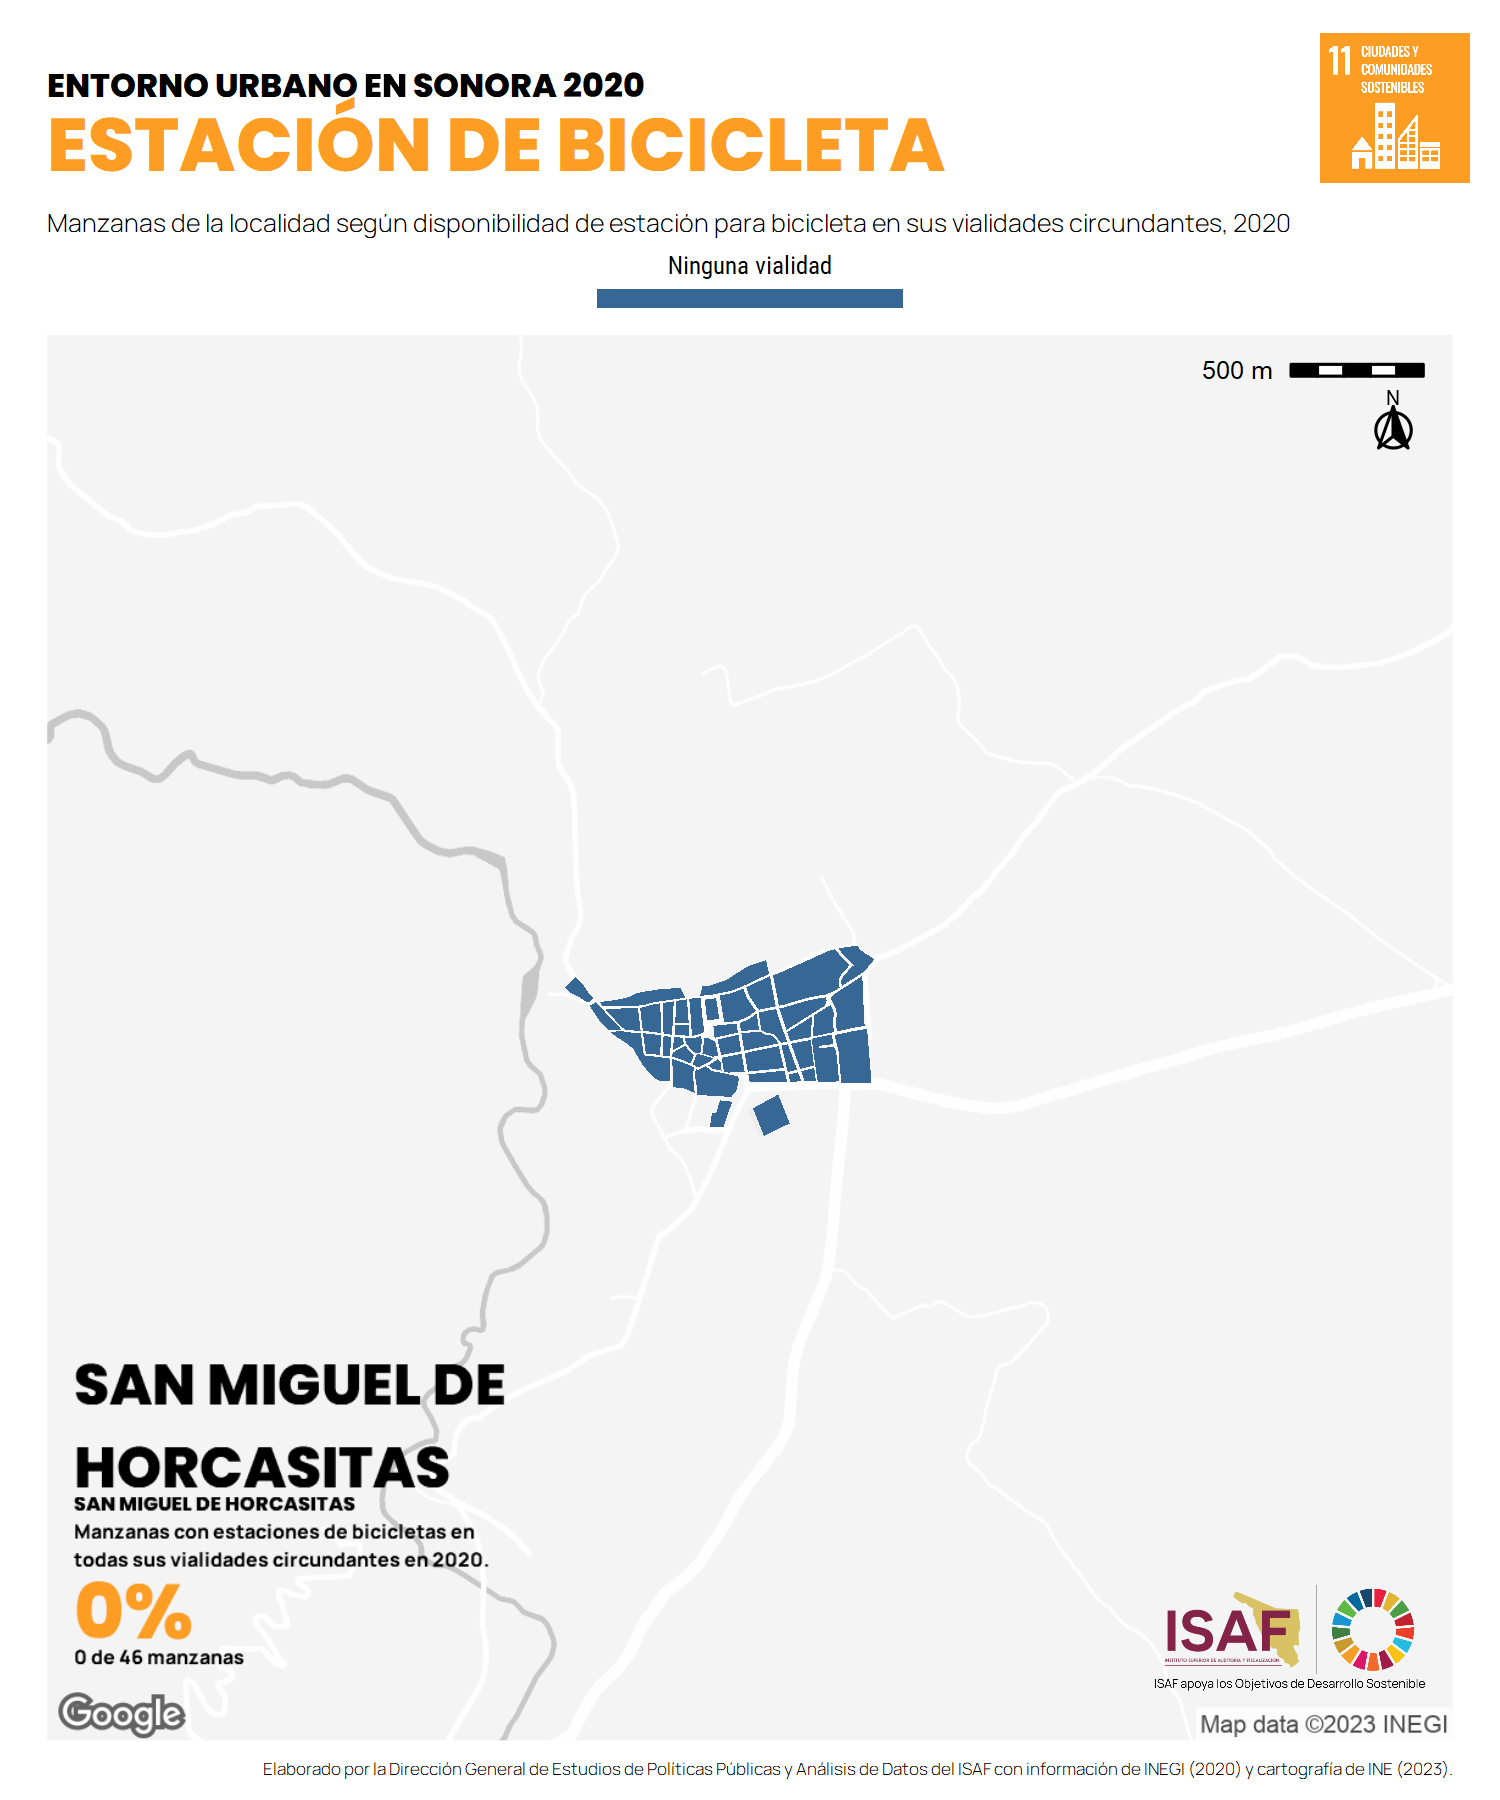 ENTORNO URBANO EN SONORA 2020
ESTACIÓN DE BICICLETA
11 CIUDADES Y
COMUNIDADES
SOSTENIBLES
Manzanas de la localidad según disponibilidad de estación para bicicleta en sus vialidades circundantes, 2020
Ninguna vialidad
500 m
N
SAN MIGUEL DE
HORCASITAS
SAN MIGUEL DE HORCASITAS
Manzanas con estaciones de bicicletas en
todas sus vialidades circundantes en 2020.
0%
0 de 46 manzanas
ISAF
INSTITUTO SUPERIOR DE AUDITORÍA Y FISCALIZACIÓN
ISAF apoya los Objetivos de Desarrollo Sostenible
Google
Map data ©2023 INEGI
Elaborado por la Dirección General de Estudios de Políticas Públicas y Análisis de Datos del ISAF con información de INEGI (2020) y cartografía de INE (2023).